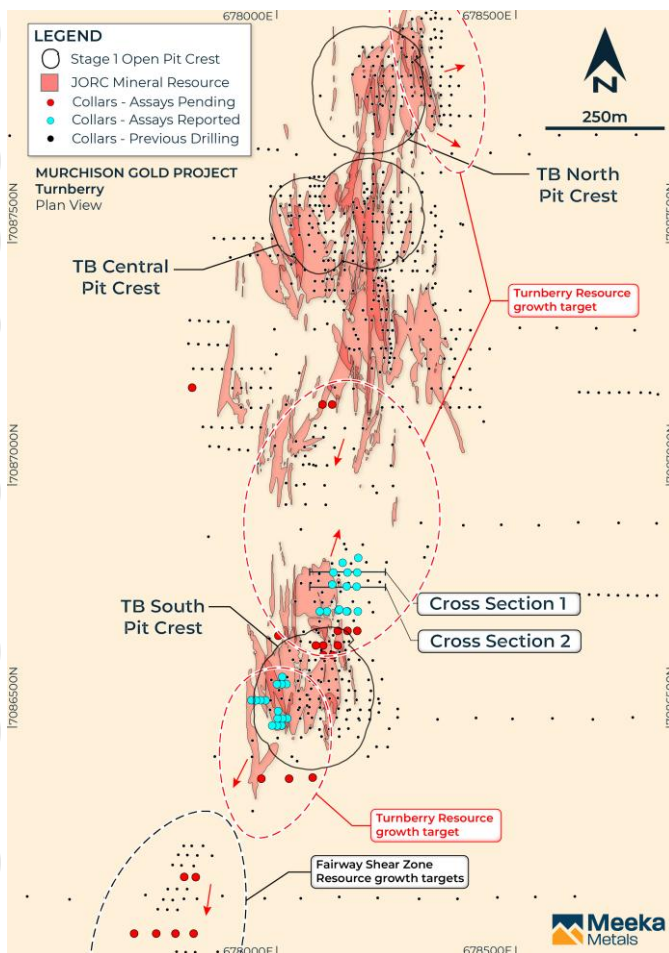 678000E
678500E
LEGEND
Stage 1 Open Pit Crest
JORC Mineral Resource
Collars - Assays Pending
Collars - Assays Reported
Collars - Previous Drilling
MURCHISON GOLD PROJECT
Turnberry
Plan View
N
250m
TB North
Pit Crest
7087500N
7087500N
TB Central
Pit Crest
Turnberry Resource
growth target
7087000N
7087000N
TB South
Pit Crest
Cross Section 1
Cross Section 2
7086500N
7086500N
Turnberry Resource
growth target
Fairway Shear Zone
Resource growth targets
678000E
678500E
Meeka
Metals